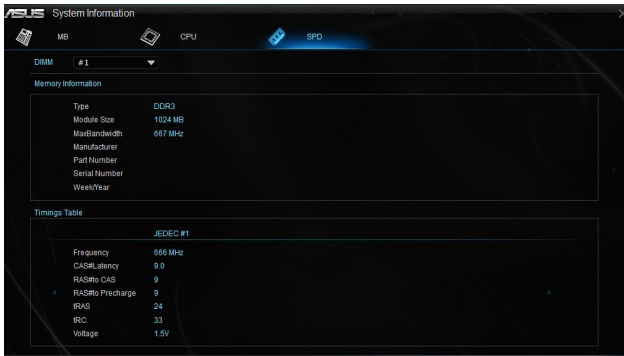 ASUS System Information
MB CPU SPD
DIMM #1
Memory Information
Type DDR3
Module Size 1024 MB
MaxBandwidth 667 MHz
Manufacturer
Part Number
Serial Number
Week/Year
Timings Table
JEDEC #1
Frequency 666 MHz
CAS#Latency 9.0
RAS#to CAS 9
RAS#to Precharge 9
tRAS 24
tRC 33
Voltage 1.5V